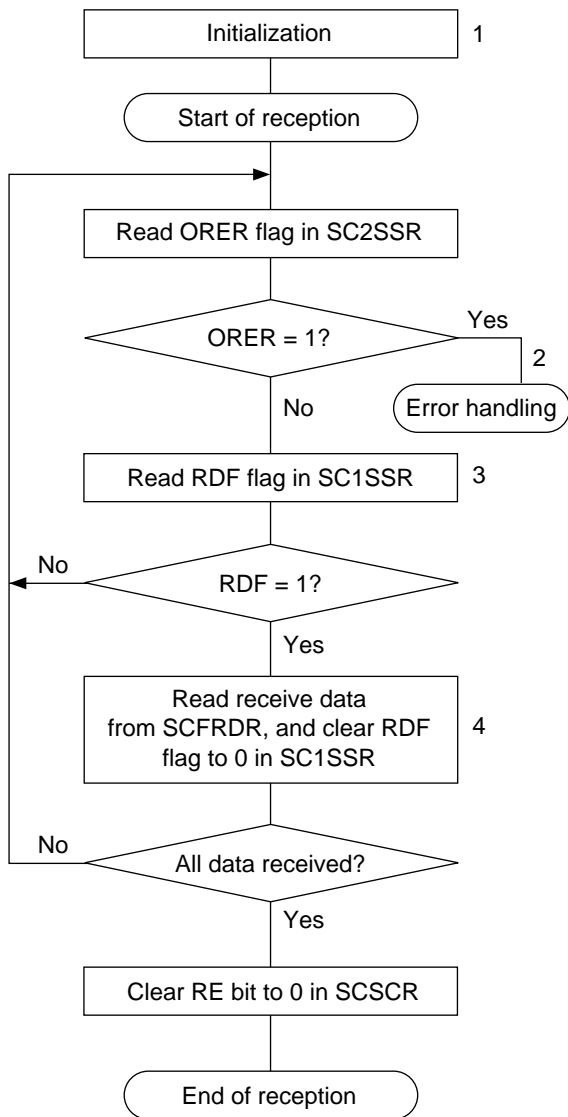 Initialization
1
Start of reception
Read ORER flag in SC2SSR
ORER = 1?
Yes
2
Error handling
No
Read RDF flag in SC1SSR
3
No
RDF = 1?
Yes
Read receive data
from SCFRDR, and clear RDF
flag to 0 in SC1SSR
4
No
All data received?
Yes
Clear RE bit to 0 in SCSCR
End of reception